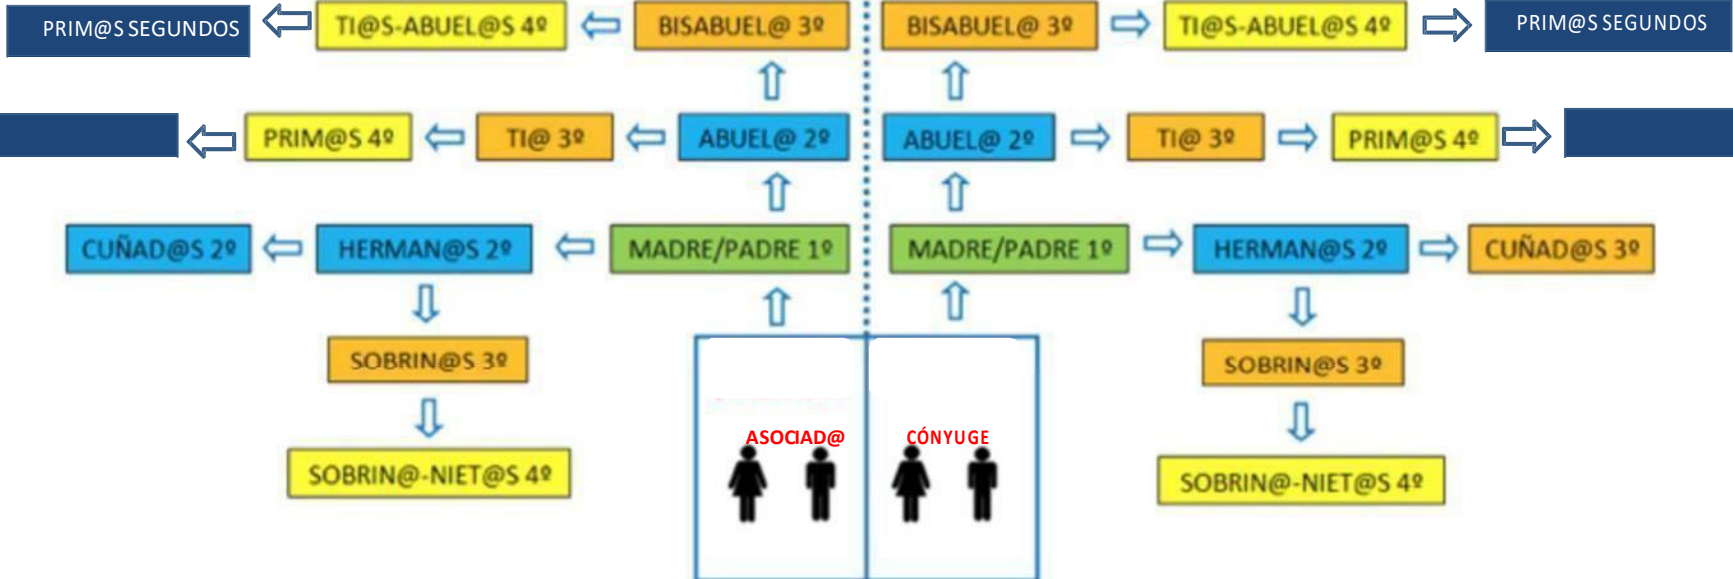 PRIM@S SEGUNDOS
TI@S-ABUEL@S 4º
BISABUEL@ 3º
BISABUEL@ 3º
TI@S-ABUEL@S 4º
PRIM@S SEGUNDOS
PRIM@S 4º
TI@ 3º
ABUEL@ 2º
ABUEL@ 2º
TI@ 3º
PRIM@S 4º
CUÑAD@S 2º
HERMAN@S 2º
MADRE/PADRE 1º
MADRE/PADRE 1º
HERMAN@S 2º
CUÑAD@S 3º
SOBRIN@S 3º
SOBRIN@S 3º
ASOCIAD@
CÓNYUGE
SOBRIN@-NIET@S 4º
SOBRIN@-NIET@S 4º